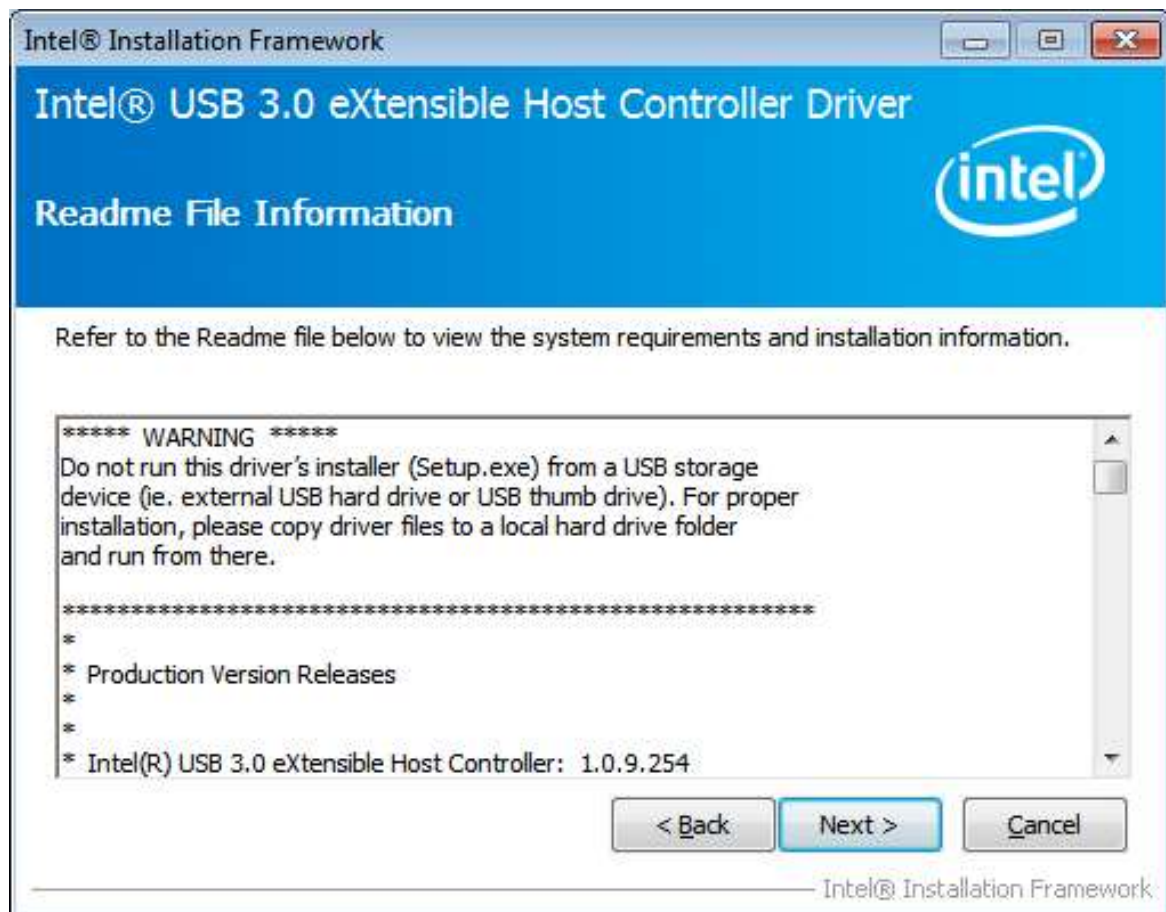 Intel® Installation Framework
Intel® USB 3.0 eXtensible Host Controller Driver
intel
Readme File Information
Refer to the Readme file below to view the system requirements and installation information.
***** WARNING *****
Do not run this driver's installer (Setup.exe) from a USB storage
device (ie. external USB hard drive or USB thumb drive). For proper
installation, please copy driver files to a local hard drive folder
and run from there.
********************************************************
*
* Production Version Releases
*
*
* Intel(R) USB 3.0 eXtensible Host Controller: 1.0.9.254
< Back Next > Cancel
Intel® Installation Framework